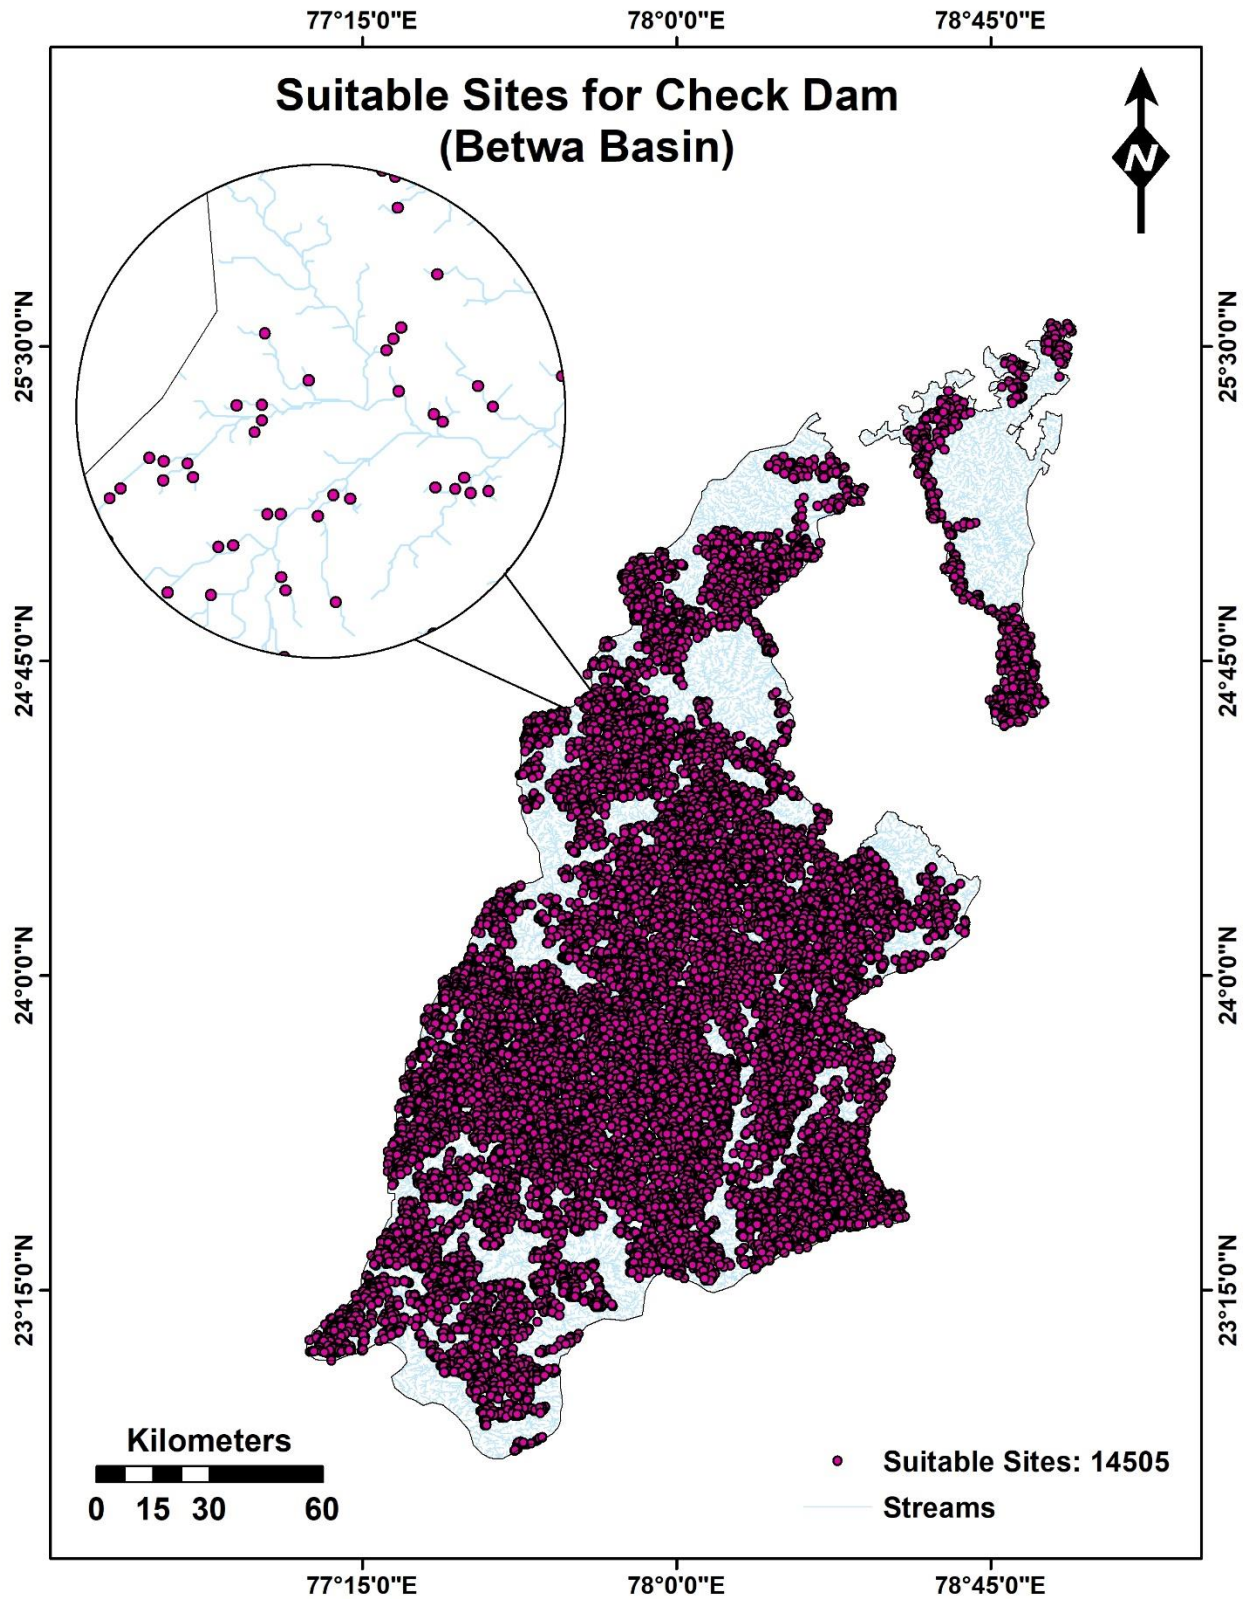 77°15'0"E 78°0'0"E 78°45'0"E
Suitable Sites for Check Dam
(Betwa Basin)
N
25°30'0"N 25°30'0"N
24°45'0"N 24°45'0"N
24°0'0"N 24°0'0"N
23°15'0"N 23°15'0"N
Kilometers
0 15 30 60
Suitable Sites: 14505
Streams
77°15'0"E 78°0'0"E 78°45'0"E